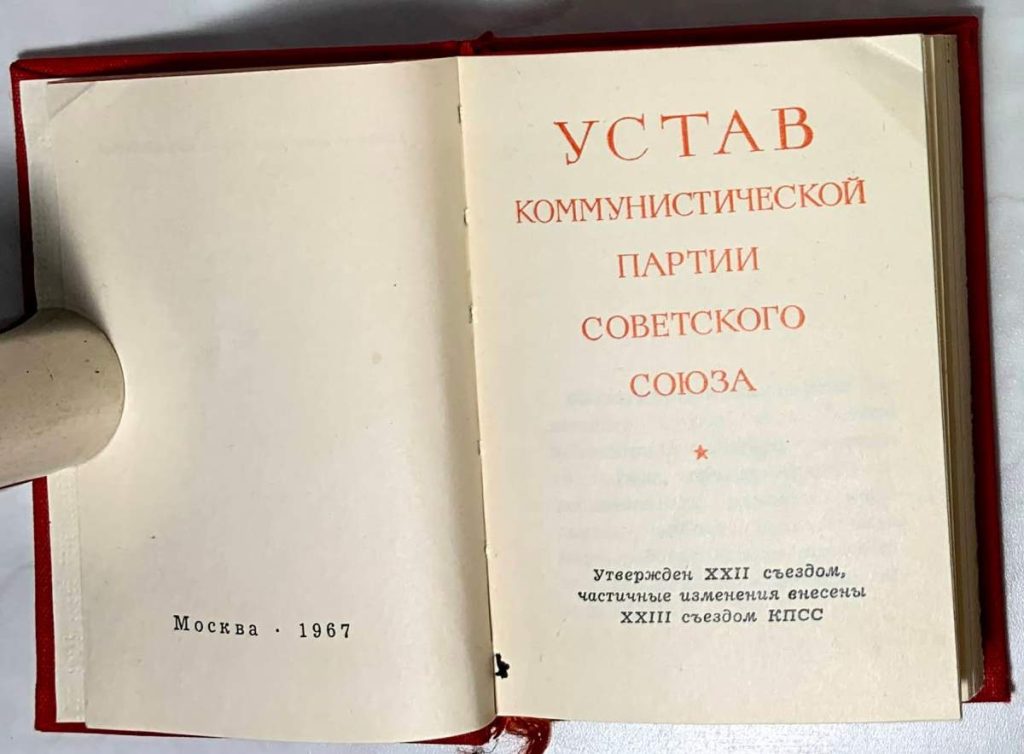 Москва · 1967
УСТАВ
КОММУНИСТИЧЕСКОЙ
ПАРТИИ
СОВЕТСКОГО
СОЮЗА
Утвержден XXII съездом,
частичные изменения внесены
XXIII съездом КПСС